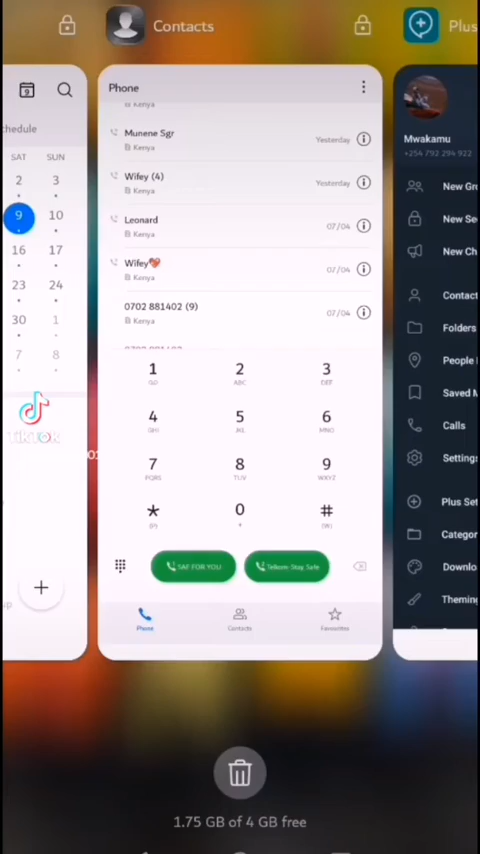 Contacts
Plus
9
chedule
SAT SUN
2 3
9 10
16 17
23 24
30 1
7 8
TikTok
Phone
Kenya
Munene Sgr
Kenya
Yesterday
Wifey (4)
Kenya
Yesterday
Leonard
Kenya
07/04
Wifey💖
Kenya
07/04
0702 881402 (9)
Kenya
07/04
1 2 3
ABC DEF
4 5 6
GHI JKL MNO
7 8 9
PQRS TUV WXYZ
* 0 #
(P) +
SAF FOR YOU
Telkom-Stay Safe
Phone
Contacts
Favourites
Mwakamu
+254 792 294 922
New Gr
New Se
New Ch
Contac
Folders
People
Saved M
Calls
Settings
Plus Set
Categor
Downlo
Theming
1.75 GB of 4 GB free